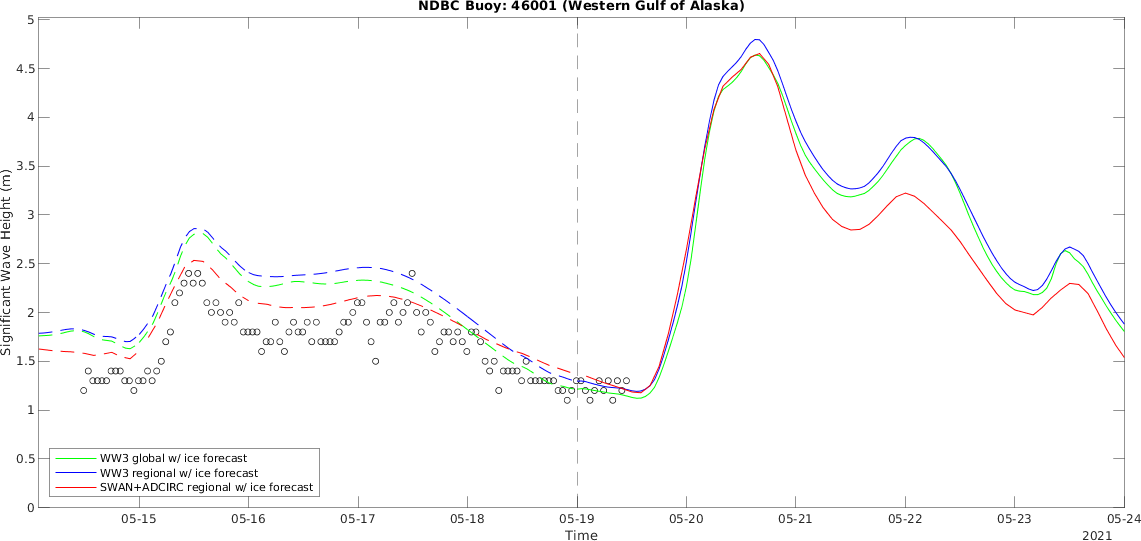 NDBC Buoy: 46001 (Western Gulf of Alaska)
Significant Wave Height (m)
5
4.5
4
3.5
3
2.5
2
1.5
1
0.5
0
WW3 global w/ ice forecast
WW3 regional w/ ice forecast
SWAN+ADCIRC regional w/ ice forecast
05-15 05-16 05-17 05-18 05-19 05-20 05-21 05-22 05-23 05-24
Time
2021